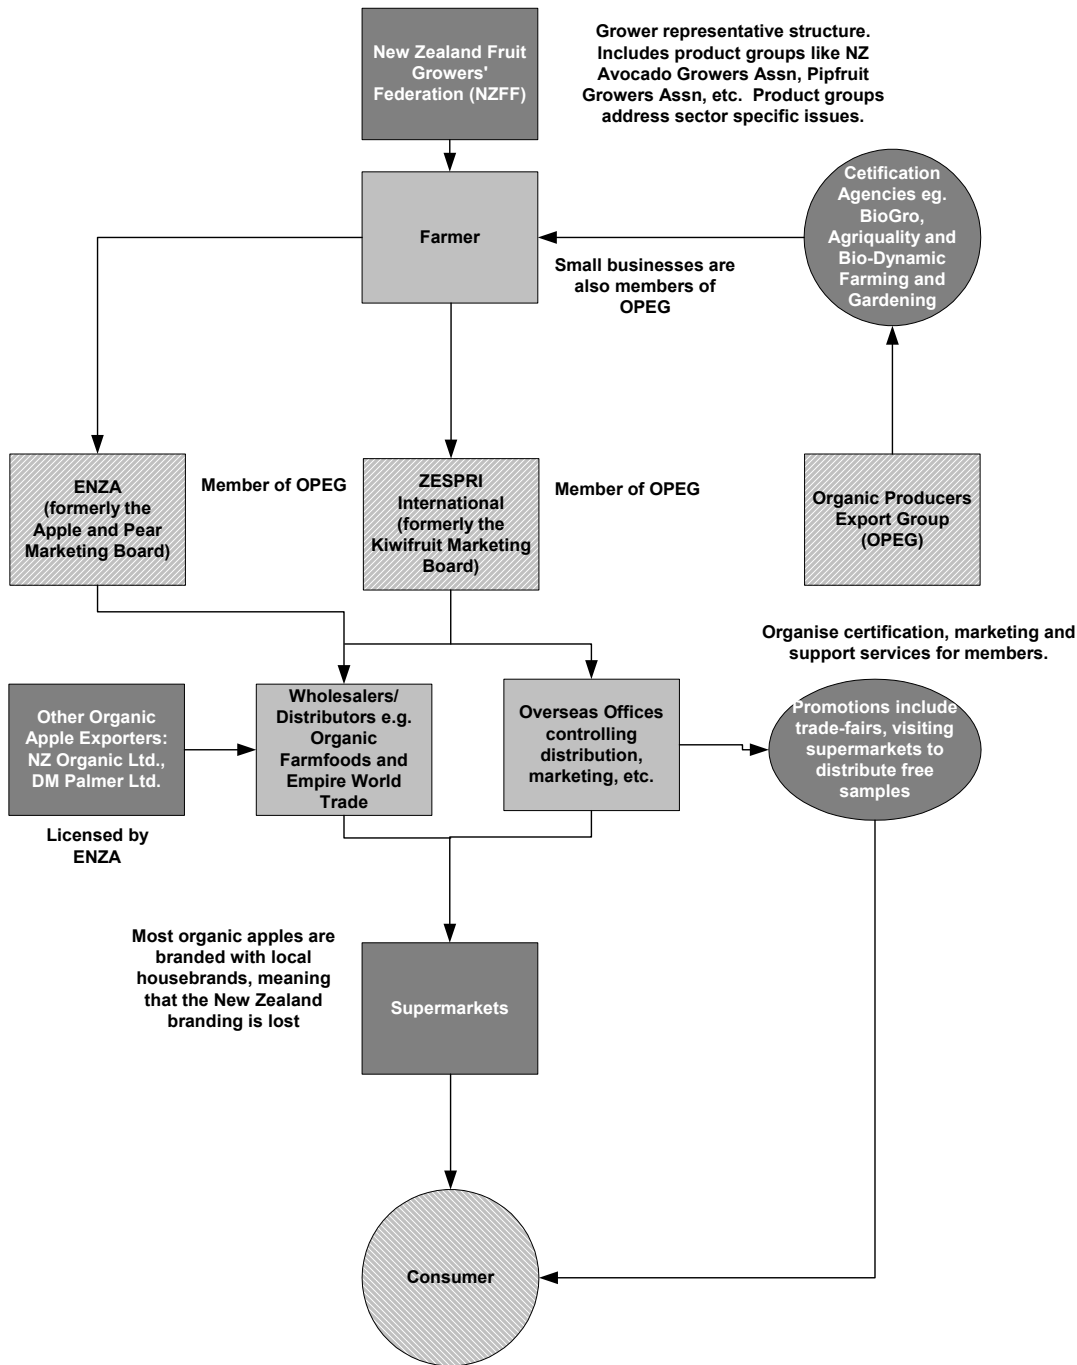 New Zealand Fruit
Growers'
Federation (NZFF)
Grower representative structure.
Includes product groups like NZ
Avocado Growers Assn, Pipfruit
Growers Assn, etc.  Product groups
address sector specific issues.
Cetification
Agencies eg.
BioGro,
Agriquality and
Bio-Dynamic
Farming and
Gardening
Farmer
Small businesses are
also members of
OPEG
ENZA
(formerly the
Apple and Pear
Marketing Board)
Member of OPEG
ZESPRI
International
(formerly the
Kiwifruit Marketing
Board)
Member of OPEG
Organic Producers
Export Group
(OPEG)
Organise certification, marketing and
support services for members.
Other Organic
Apple Exporters:
NZ Organic Ltd.,
DM Palmer Ltd.
Licensed by
ENZA
Wholesalers/
Distributors e.g.
Organic
Farmfoods and
Empire World
Trade
Overseas Offices
controlling
distribution,
marketing, etc.
Promotions include
trade-fairs, visiting
supermarkets to
distribute free
samples
Most organic apples are
branded with local
housebrands, meaning
that the New Zealand
branding is lost
Supermarkets
Consumer